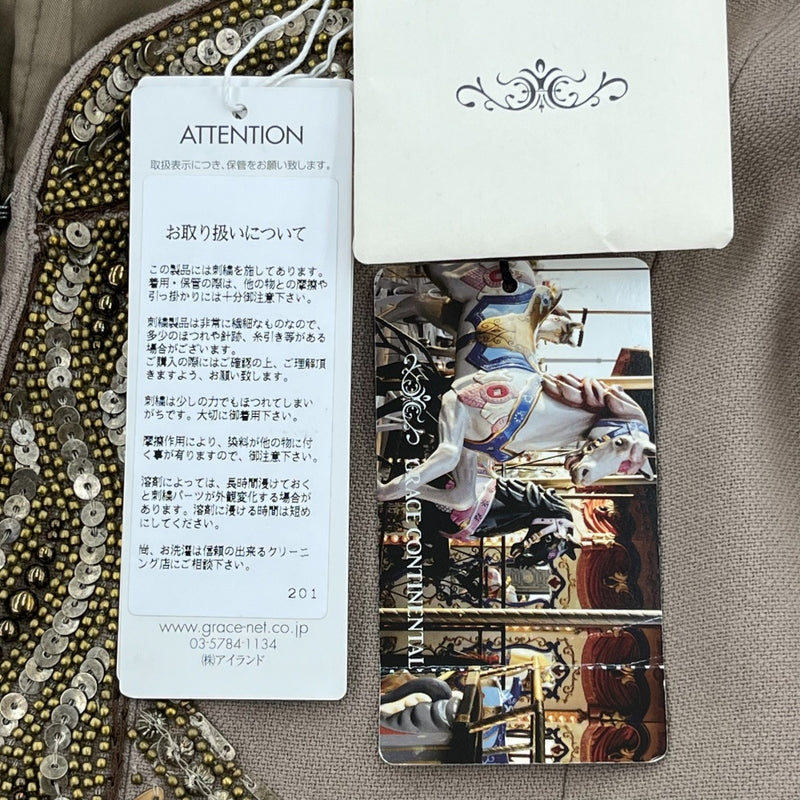 ATTENTION
取扱表示につき、保管をお願い致します。
お取り扱いについて
この製品には刺繍を施してあります。
着用・保管の際は、他の物との摩擦や
引っ掛かりには十分御注意下さい。
刺繍製品は非常に繊細なものなので、
多少のほつれや針跡、糸引き等がある
場合がございます。
ご購入の際にはご確認の上、ご理解頂
きますよう、お願い致します。
刺繍は少しの力でもほつれてしまい
がちです。大切に御着用下さい。
摩擦作用により、染料が他の物に付
く事が有りますので、御注意下さい。
溶剤によっては、長時間浸けておく
と刺繍パーツが外観変化する場合が
あります。溶剤に浸ける時間は短め
にしてください。
尚、お洗濯は信頼の出来るクリーニ
ング店にご相談下さい。
201
www.grace-net.co.jp
03-5784-1134
㈱アイランド
GRACE CONTINENTAL